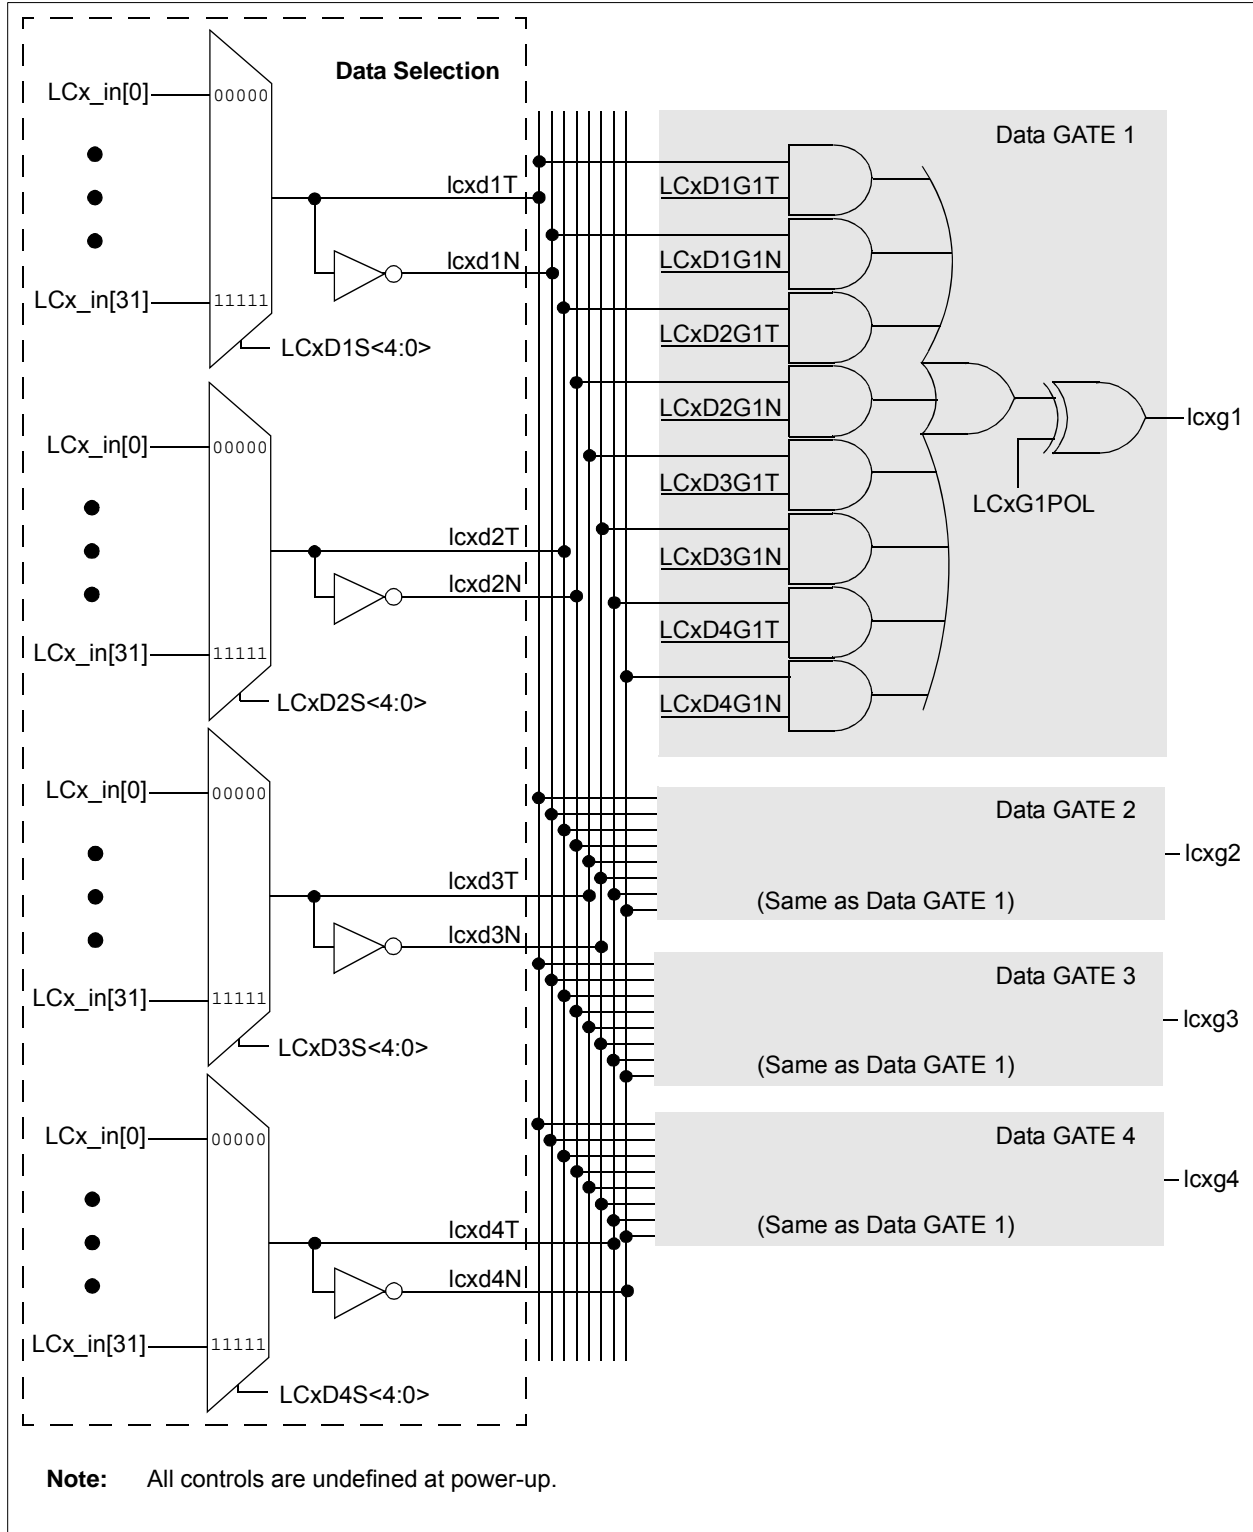 Data Selection
LCx_in[0]
00000
lcxd1T
lcxd1N
LCx_in[31]
11111
LCxD1S<4:0>
LCx_in[0]
00000
lcxd2T
lcxd2N
LCx_in[31]
11111
LCxD2S<4:0>
LCx_in[0]
00000
lcxd3T
lcxd3N
LCx_in[31]
11111
LCxD3S<4:0>
LCx_in[0]
00000
lcxd4T
lcxd4N
LCx_in[31]
11111
LCxD4S<4:0>
Data GATE 1
LCxD1G1T
LCxD1G1N
LCxD2G1T
LCxD2G1N
LCxD3G1T
LCxD3G1N
LCxD4G1T
LCxD4G1N
LCxG1POL
lcxg1
Data GATE 2
(Same as Data GATE 1)
lcxg2
Data GATE 3
(Same as Data GATE 1)
lcxg3
Data GATE 4
(Same as Data GATE 1)
lcxg4
Note: All controls are undefined at power-up.